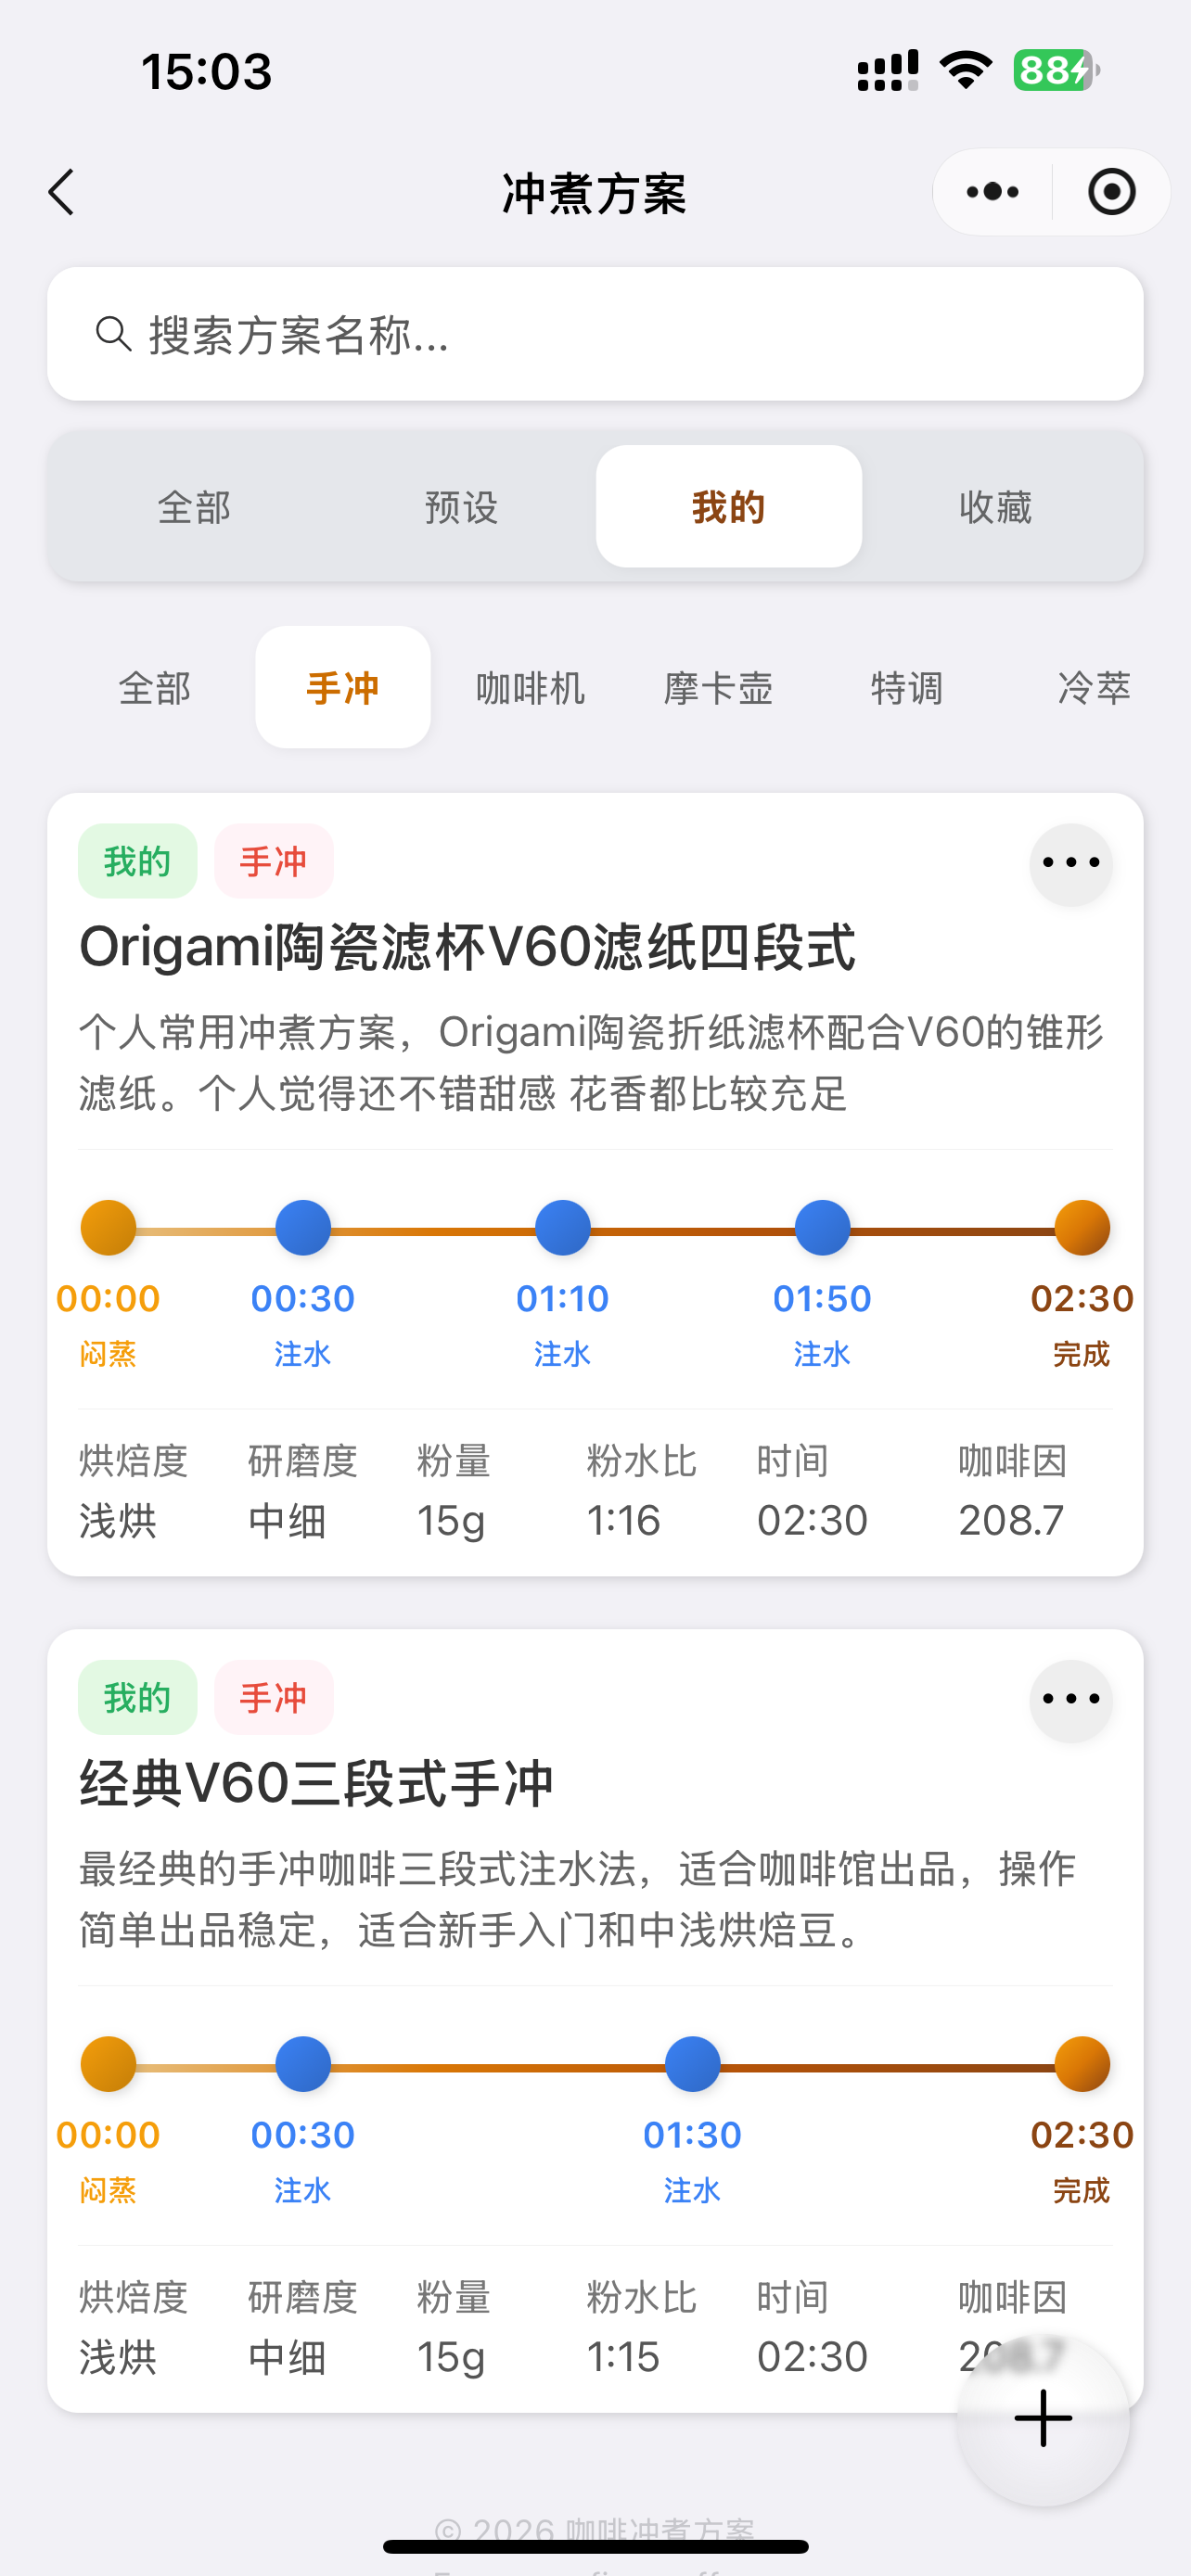 15:03
88
冲煮方案
搜索方案名称...
全部 预设 我的 收藏
全部 手冲 咖啡机 摩卡壶 特调 冷萃
我的 手冲
Origami陶瓷滤杯V60滤纸四段式
个人常用冲煮方案，Origami陶瓷折纸滤杯配合V60的锥形
滤纸。个人觉得还不错甜感 花香都比较充足
00:00 00:30 01:10 01:50 02:30
闷蒸 注水 注水 注水 完成
烘焙度 研磨度 粉量 粉水比 时间 咖啡因
浅烘 中细 15g 1:16 02:30 208.7
我的 手冲
经典V60三段式手冲
最经典的手冲咖啡三段式注水法，适合咖啡馆出品，操作
简单出品稳定，适合新手入门和中浅烘焙豆。
00:00 00:30 01:30 02:30
闷蒸 注水 注水 完成
烘焙度 研磨度 粉量 粉水比 时间 咖啡因
浅烘 中细 15g 1:15 02:30 208.7
© 2026 咖啡冲煮方案